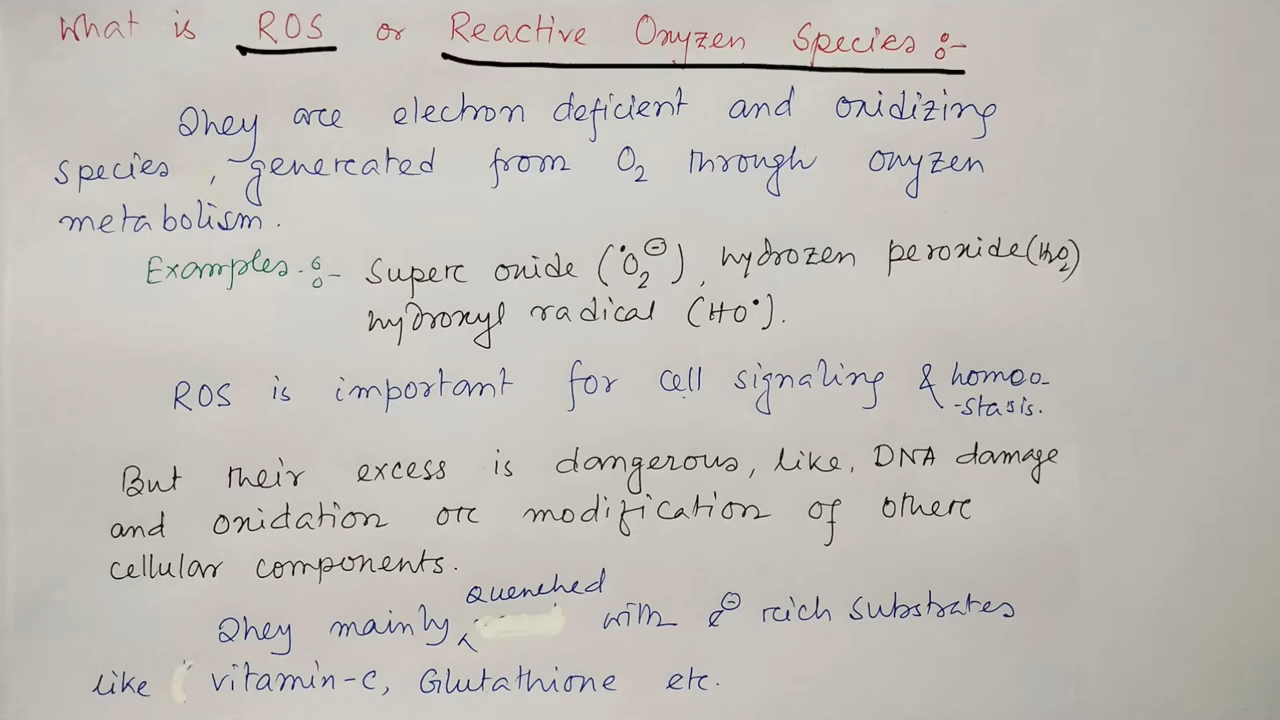 What is ROS or Reactive Oxyzen Species :-
They are electron deficient and oxidizing
species, generated from O₂ through oxyzen
metabolism.
Examples :- Super oxide (•O₂⊖), hydrozen peroxide (H₂O₂)
hydroxyl radical (HO•).
ROS is important for cell signaling & homeo-
-stasis.
But their excess is dangerous, like, DNA damage
and oxidation or modification of other
cellular components.
quenched
They mainly ^ with e⊖ rich substrates
like vitamin-C, Glutathione etc.